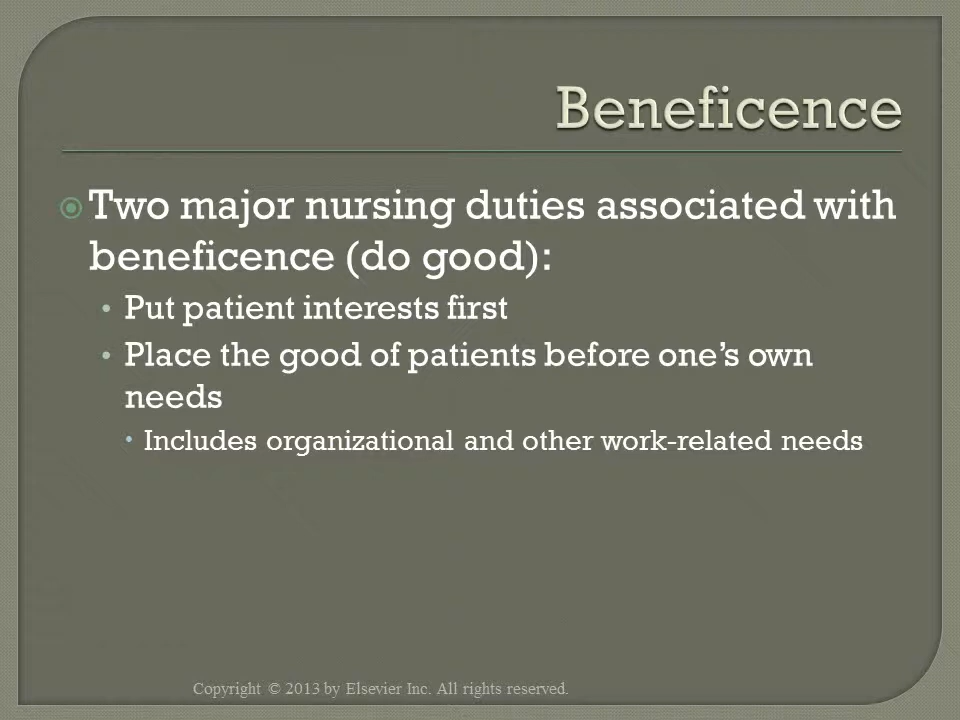 Beneficence
Two major nursing duties associated with
beneficence (do good):
• Put patient interests first
• Place the good of patients before one’s own
needs
• Includes organizational and other work-related needs
Copyright © 2013 by Elsevier Inc. All rights reserved.